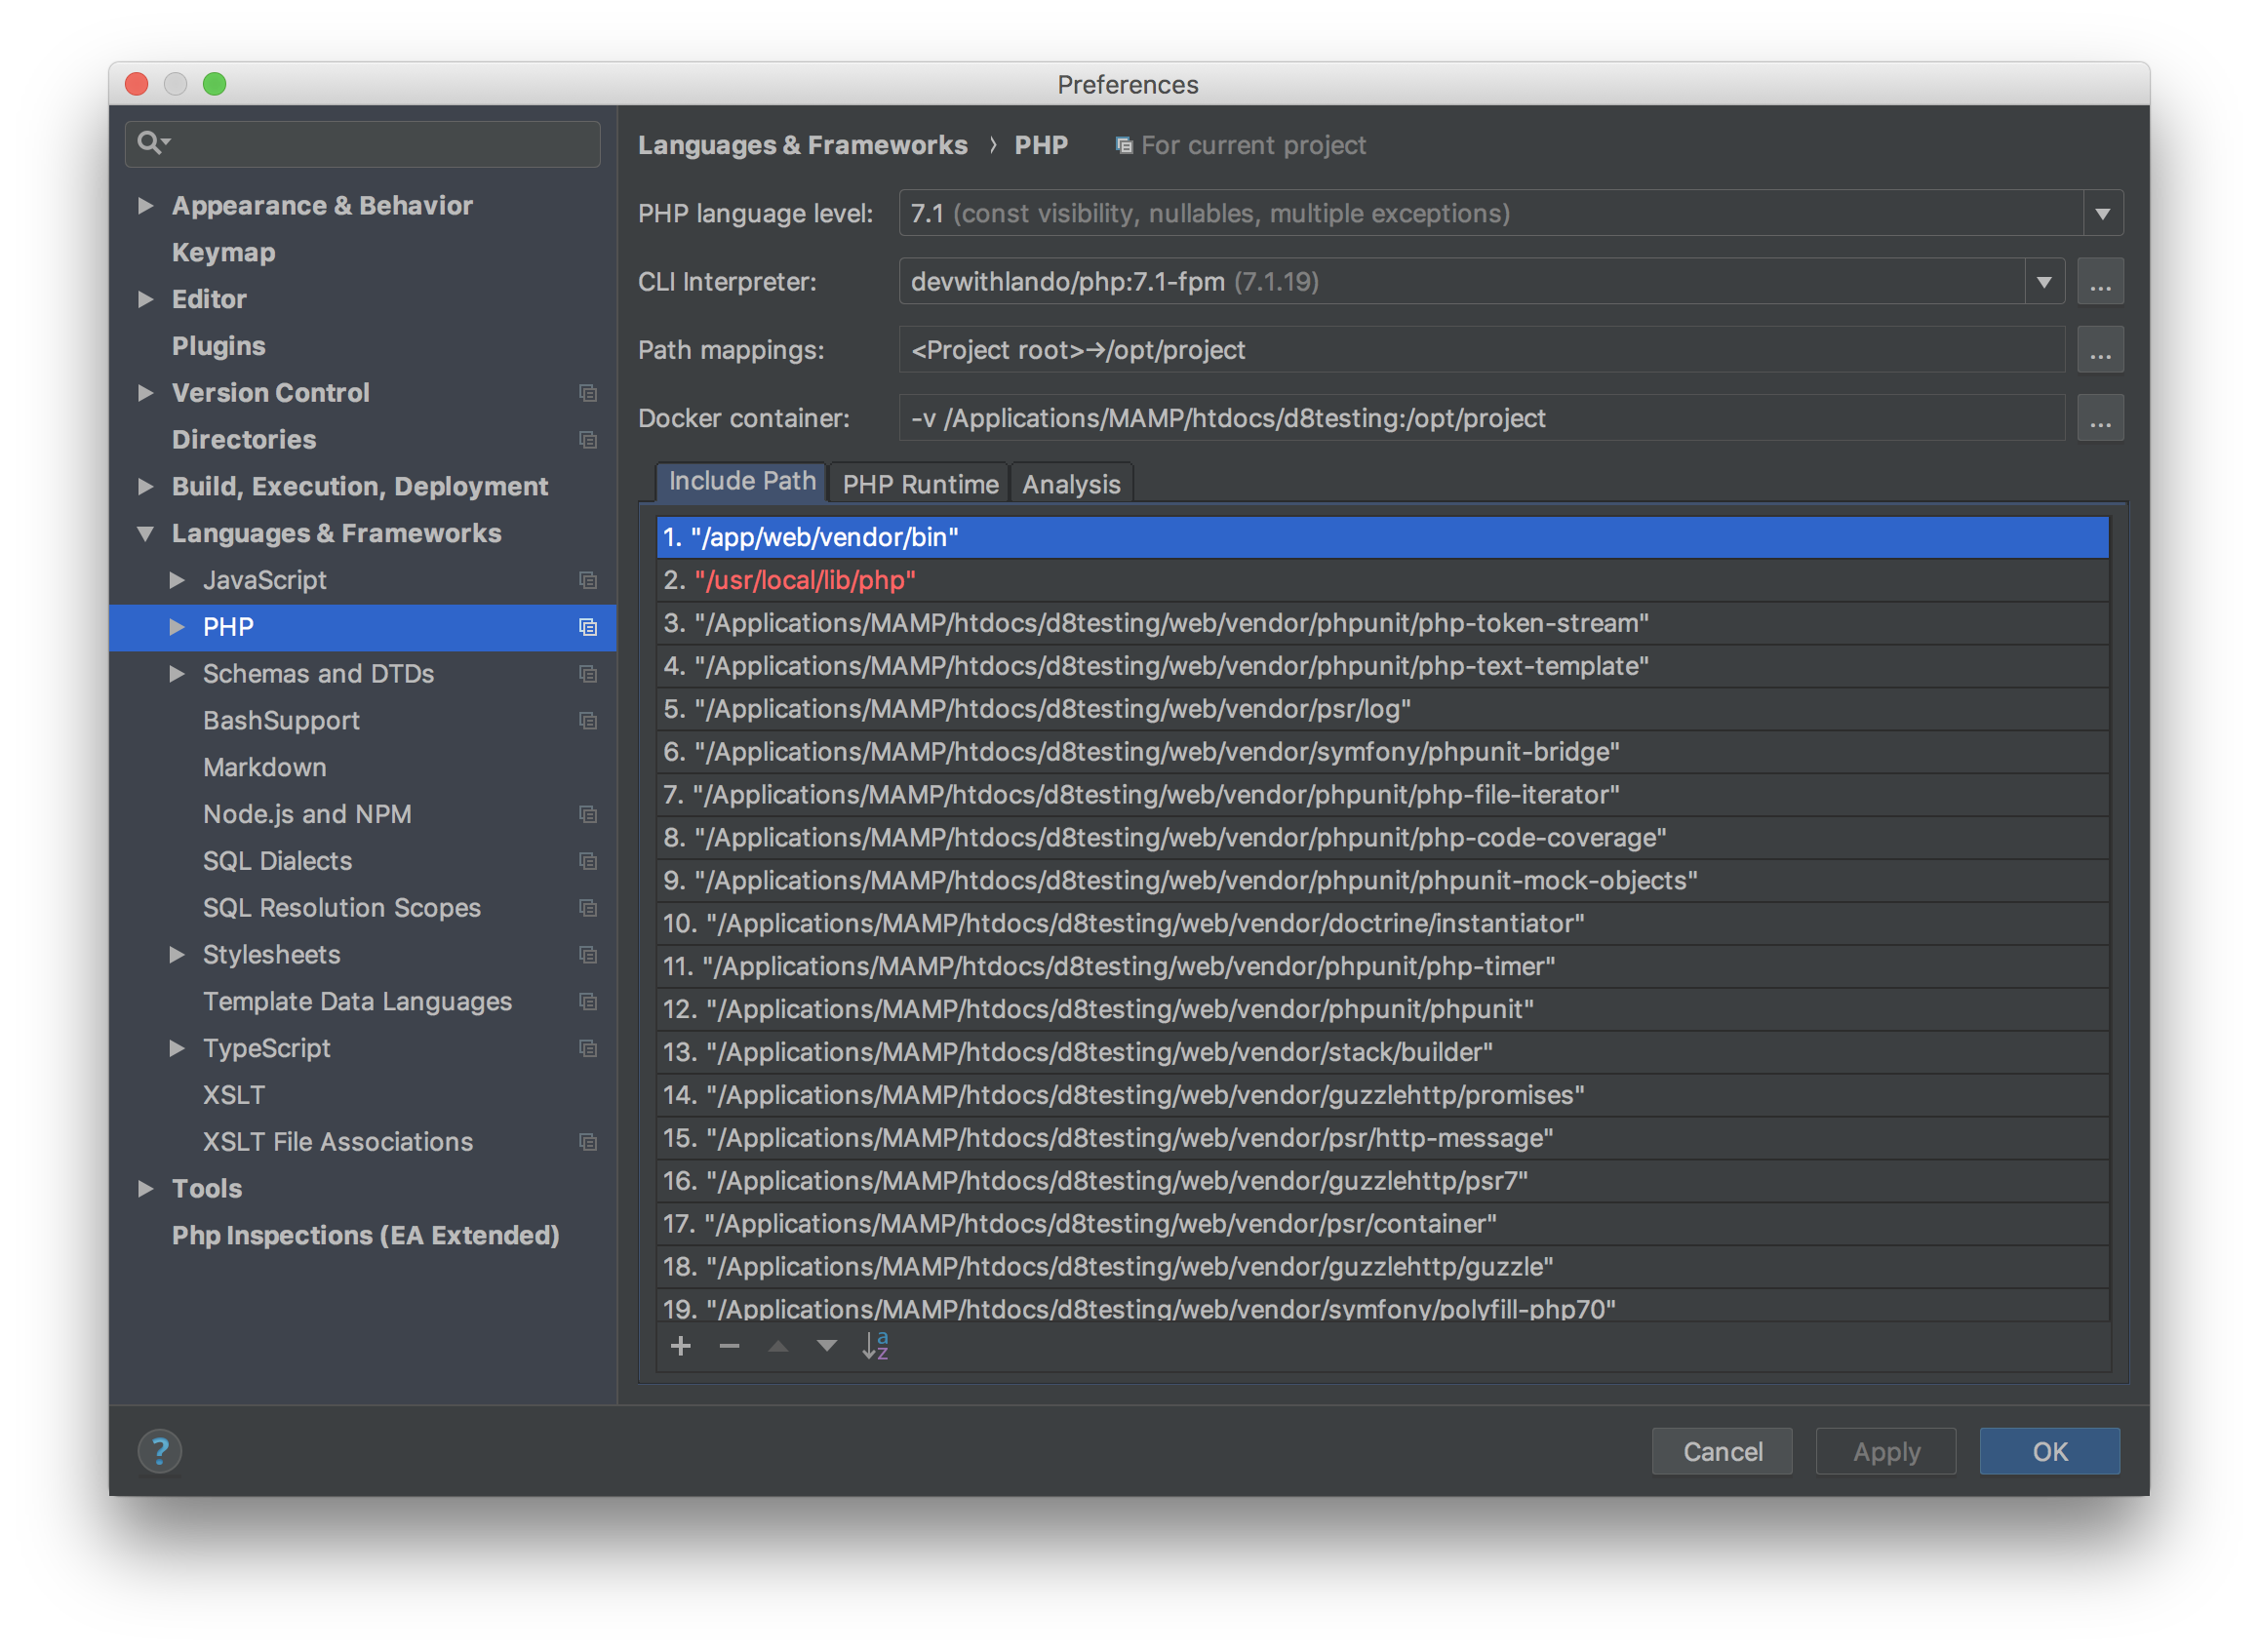 Preferences
Appearance & Behavior
Keymap
Editor
Plugins
Version Control
Directories
Build, Execution, Deployment
Languages & Frameworks
JavaScript
PHP
Schemas and DTDs
BashSupport
Markdown
Node.js and NPM
SQL Dialects
SQL Resolution Scopes
Stylesheets
Template Data Languages
TypeScript
XSLT
XSLT File Associations
Tools
Php Inspections (EA Extended)
Languages & Frameworks › PHP For current project
PHP language level: 7.1 (const visibility, nullables, multiple exceptions)
CLI Interpreter: devwithlando/php:7.1-fpm (7.1.19) ...
Path mappings: <Project root>→/opt/project ...
Docker container: -v /Applications/MAMP/htdocs/d8testing:/opt/project ...
Include Path PHP Runtime Analysis
1. "/app/web/vendor/bin"
2. "/usr/local/lib/php"
3. "/Applications/MAMP/htdocs/d8testing/web/vendor/phpunit/php-token-stream"
4. "/Applications/MAMP/htdocs/d8testing/web/vendor/phpunit/php-text-template"
5. "/Applications/MAMP/htdocs/d8testing/web/vendor/psr/log"
6. "/Applications/MAMP/htdocs/d8testing/web/vendor/symfony/phpunit-bridge"
7. "/Applications/MAMP/htdocs/d8testing/web/vendor/phpunit/php-file-iterator"
8. "/Applications/MAMP/htdocs/d8testing/web/vendor/phpunit/php-code-coverage"
9. "/Applications/MAMP/htdocs/d8testing/web/vendor/phpunit/phpunit-mock-objects"
10. "/Applications/MAMP/htdocs/d8testing/web/vendor/doctrine/instantiator"
11. "/Applications/MAMP/htdocs/d8testing/web/vendor/phpunit/php-timer"
12. "/Applications/MAMP/htdocs/d8testing/web/vendor/phpunit/phpunit"
13. "/Applications/MAMP/htdocs/d8testing/web/vendor/stack/builder"
14. "/Applications/MAMP/htdocs/d8testing/web/vendor/guzzlehttp/promises"
15. "/Applications/MAMP/htdocs/d8testing/web/vendor/psr/http-message"
16. "/Applications/MAMP/htdocs/d8testing/web/vendor/guzzlehttp/psr7"
17. "/Applications/MAMP/htdocs/d8testing/web/vendor/psr/container"
18. "/Applications/MAMP/htdocs/d8testing/web/vendor/guzzlehttp/guzzle"
19. "/Applications/MAMP/htdocs/d8testing/web/vendor/symfony/polyfill-php70"
a
z
? Cancel Apply OK